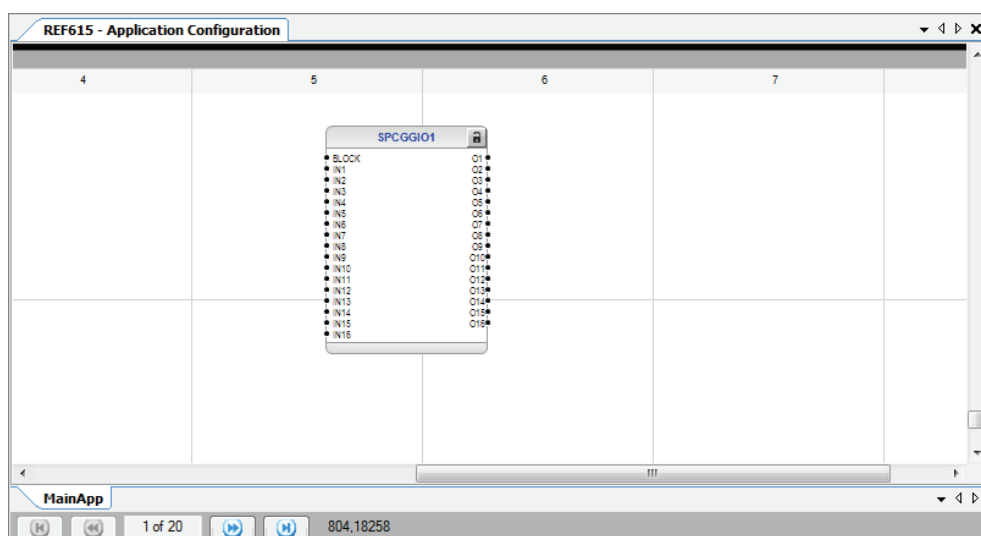 REF615 - Application Configuration
4 5 6 7
SPCGGIO1
BLOCK O1
IN1 O2
IN2 O3
IN3 O4
IN4 O5
IN5 O6
IN6 O7
IN7 O8
IN8 O9
IN9 O10
IN10 O11
IN11 O12
IN12 O13
IN13 O14
IN14 O15
IN15 O16
IN16
MainApp
1 of 20 804,18258